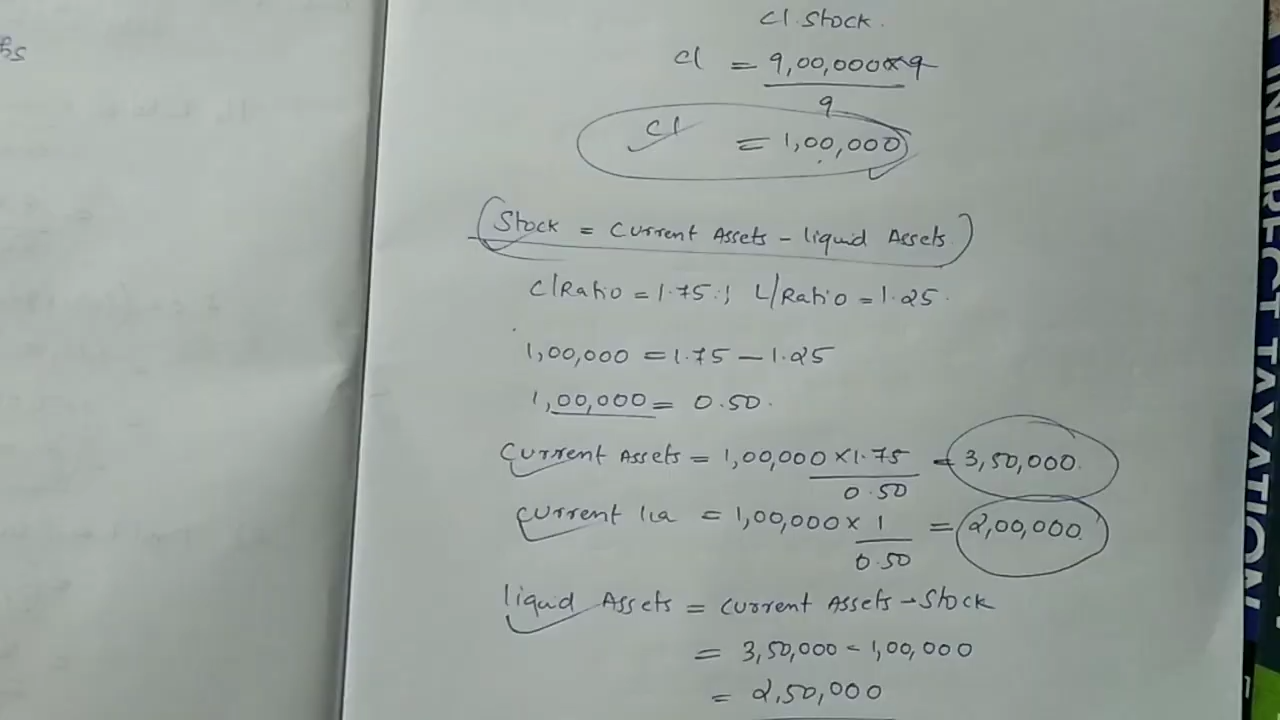 Cl. Stock.
Cl = 9,00,000 × 9
9
Cl = 1,00,000
Stock = Current Assets - liquid Assets
C/Ratio = 1.75 ; L/Ratio = 1.25.
1,00,000 = 1.75 - 1.25
1,00,000 = 0.50.
Current Assets = 1,00,000 × 1.75 = 3,50,000.
0.50
Current lia = 1,00,000 × 1 = 2,00,000.
0.50
liquid Assets = Current Assets - Stock
= 3,50,000 - 1,00,000
= 2,50,000
INDIRECT TAXATION